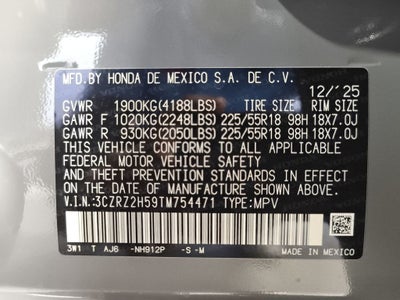 MFD.BY HONDA DE MEXICO S.A. DE C.V.
12/'25
GVWR 1900KG(4188LBS) TIRE SIZE RIM SIZE
GAWR F 1020KG(2248LBS) 225/55R18 98H 18X7.0J
GAWR R 930KG(2050LBS) 225/55R18 98H 18X7.0J
THIS VEHICLE CONFORMS TO ALL APPLICABLE
FEDERAL MOTOR VEHICLE SAFETY, BUMPER,
AND THEFT PREVENTION STANDARDS IN EFFECT
ON THE DATE OF MANUFACTURE SHOWN ABOVE.
V.I.N.:3CZRZ2H59TM754471 TYPE:MPV
3W1 T AJ6 -NH912P -S -M MADE IN MEXICO